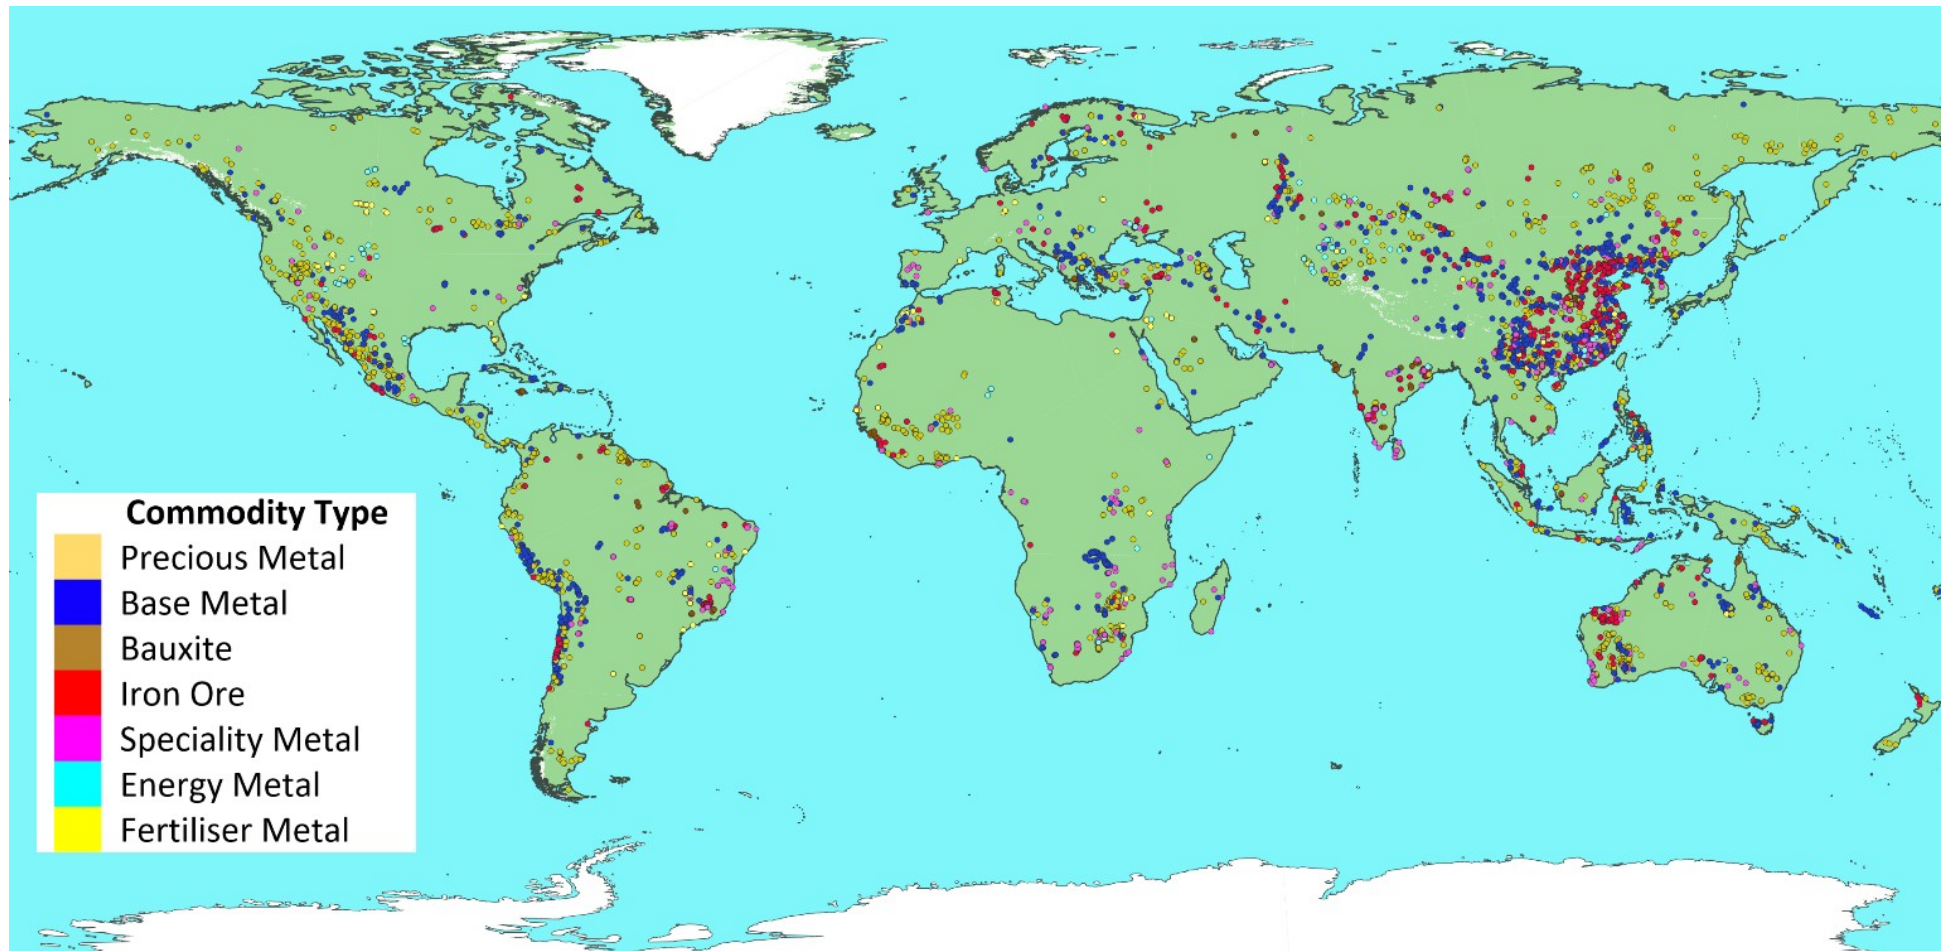 Commodity Type
Precious Metal
Base Metal
Bauxite
Iron Ore
Speciality Metal
Energy Metal
Fertiliser Metal